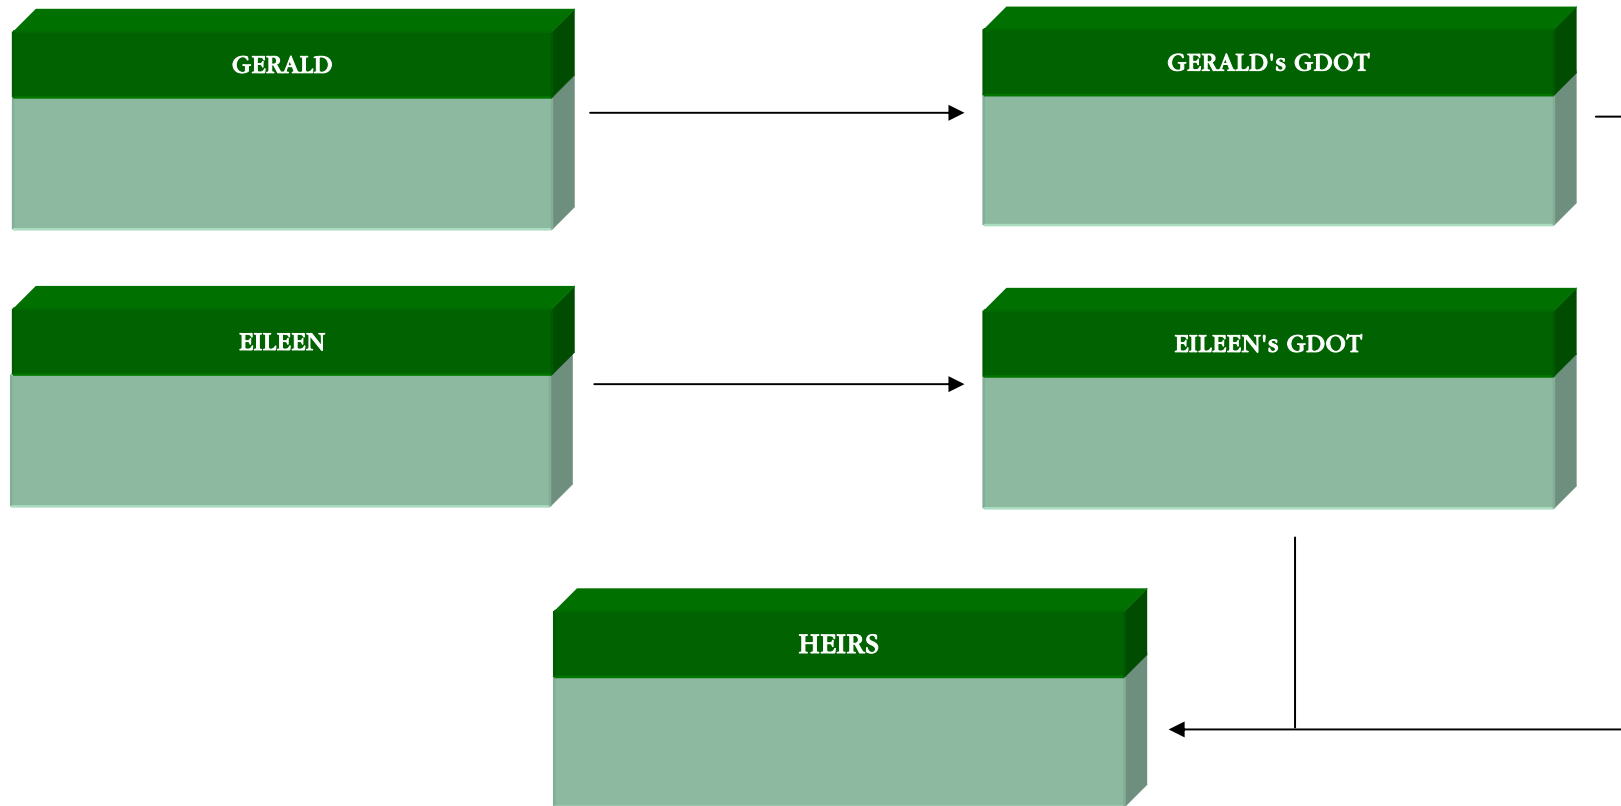 GERALD
GERALD's GDOT
EILEEN
EILEEN's GDOT
HEIRS